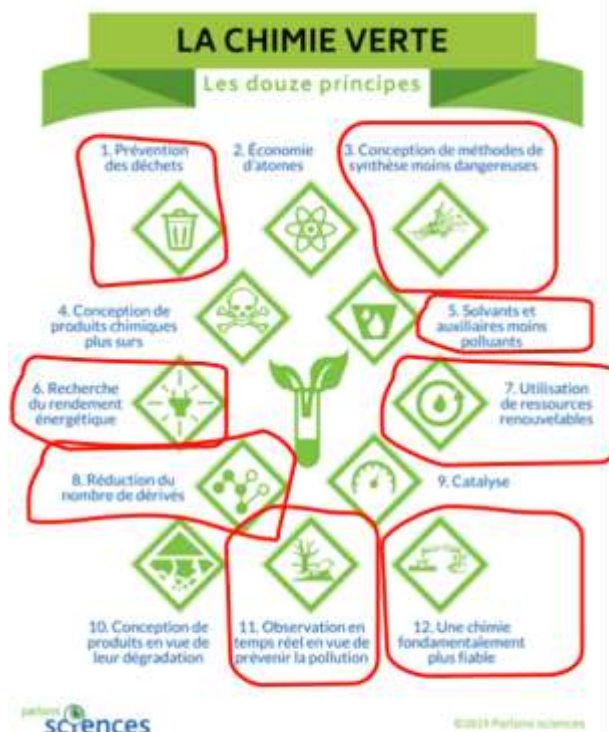 LA CHIMIE VERTE
Les douze principes
1. Prévention
des déchets
2. Économie
d'atomes
3. Conception de méthodes de
synthèse moins dangereuses
4. Conception de
produits chimiques
plus surs
5. Solvants et
auxiliaires moins
polluants
6. Recherche
du rendement
énergétique
7. Utilisation
de ressources
renouvelables
8. Réduction du
nombre de dérivés
9. Catalyse
10. Conception de
produits en vue de
leur dégradation
11. Observation en
temps réel en vue de
prévenir la pollution
12. Une chimie
fondamentalement
plus fiable
parlons
sciences
©2019 Parlons sciences